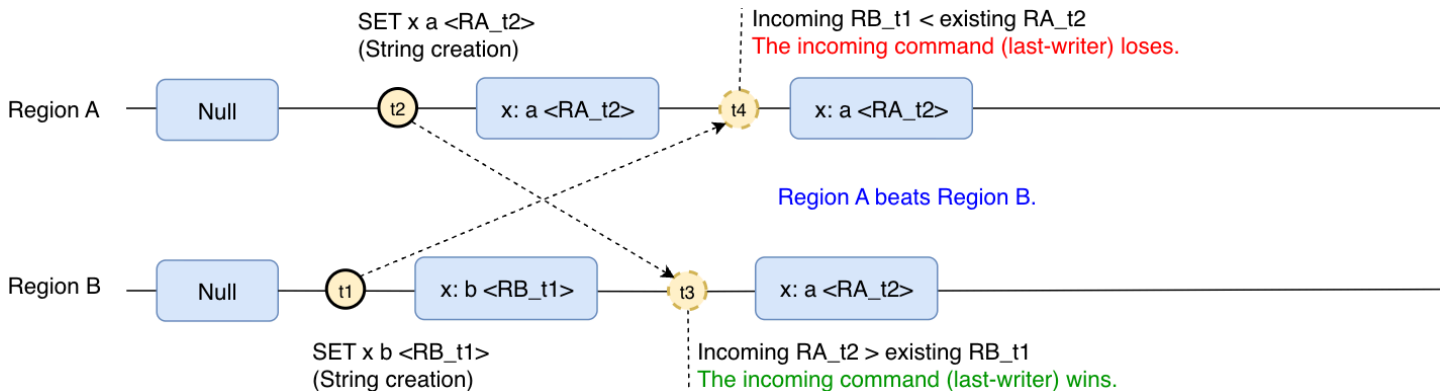 SET x a <RA_t2>
(String creation)
Incoming RB_t1 < existing RA_t2
The incoming command (last-writer) loses.
Region A
Null
t2
x: a <RA_t2>
t4
x: a <RA_t2>
Region A beats Region B.
Region B
Null
t1
x: b <RB_t1>
t3
x: a <RA_t2>
SET x b <RB_t1>
(String creation)
Incoming RA_t2 > existing RB_t1
The incoming command (last-writer) wins.